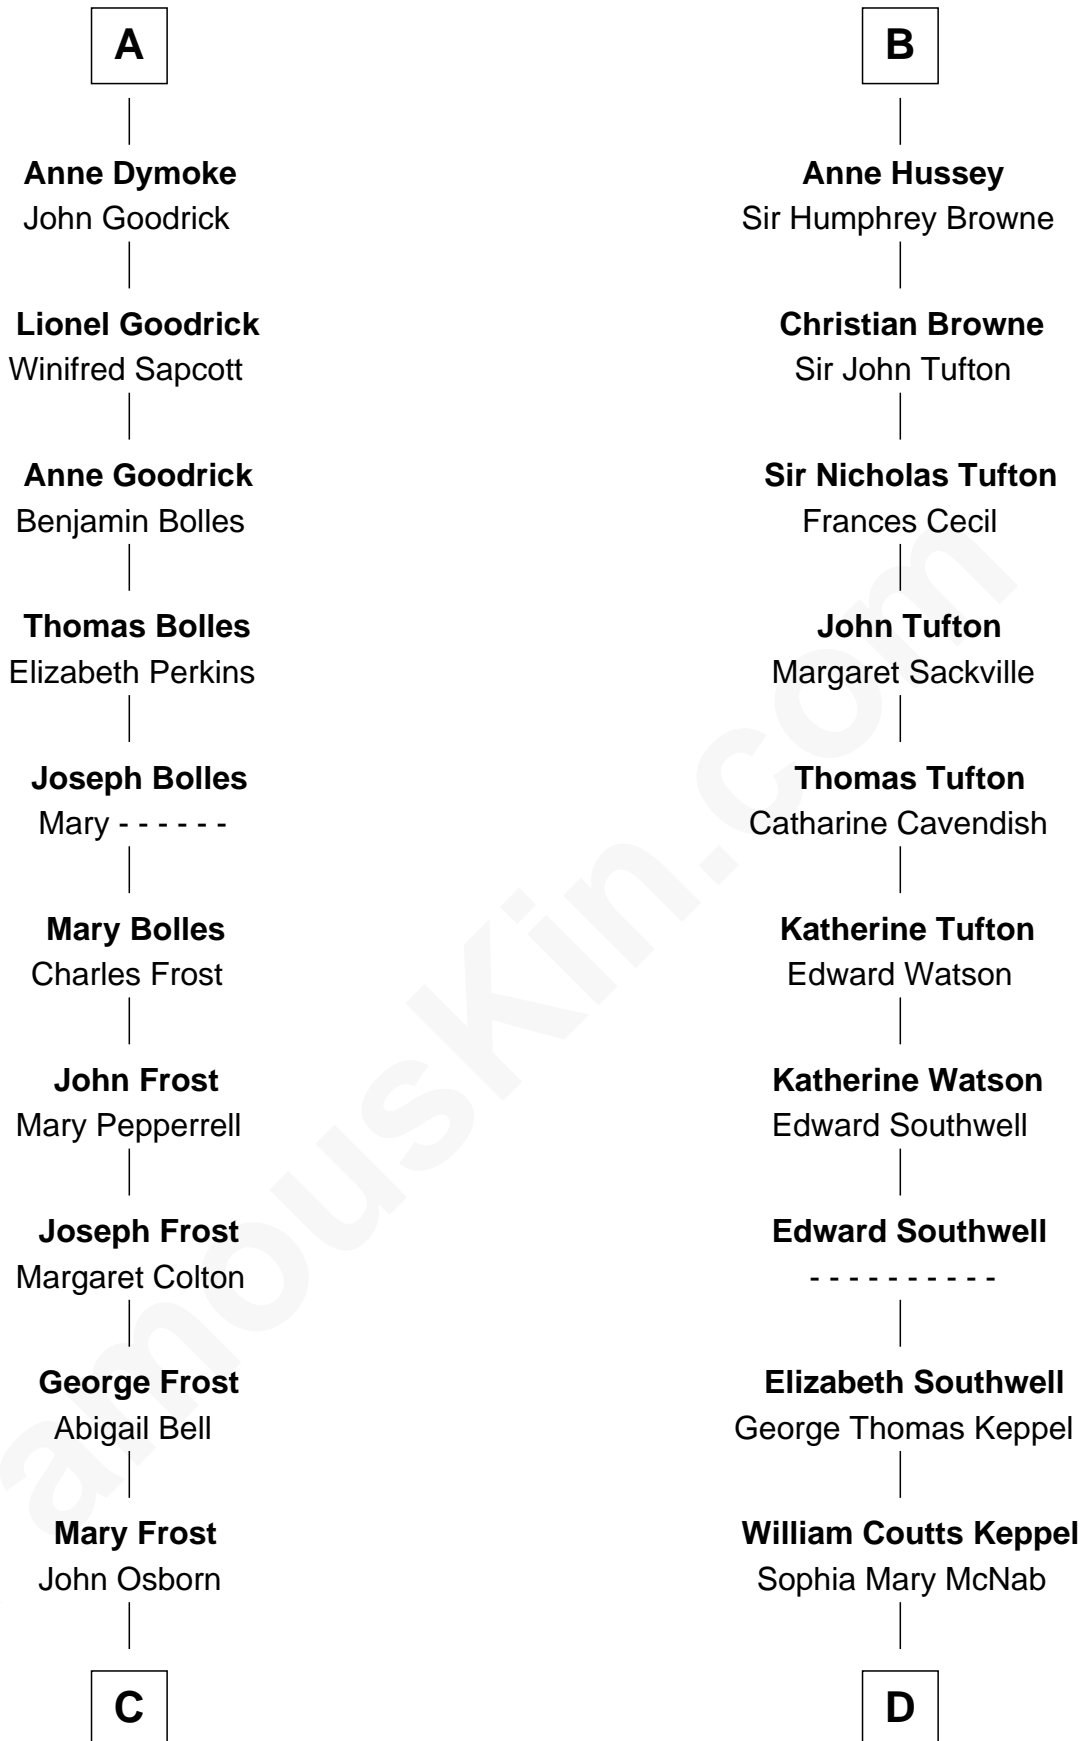 A
Anne Dymoke
John Goodrick
Lionel Goodrick
Winifred Sapcott
Anne Goodrick
Benjamin Bolles
Thomas Bolles
Elizabeth Perkins
Joseph Bolles
Mary - - - - - -
Mary Bolles
Charles Frost
John Frost
Mary Pepperrell
Joseph Frost
Margaret Colton
George Frost
Abigail Bell
Mary Frost
John Osborn
C
B
Anne Hussey
Sir Humphrey Browne
Christian Browne
Sir John Tufton
Sir Nicholas Tufton
Frances Cecil
John Tufton
Margaret Sackville
Thomas Tufton
Catharine Cavendish
Katherine Tufton
Edward Watson
Katherine Watson
Edward Southwell
Edward Southwell
- - - - - - - - - -
Elizabeth Southwell
George Thomas Keppel
William Coutts Keppel
Sophia Mary McNab
D
amouskin.com